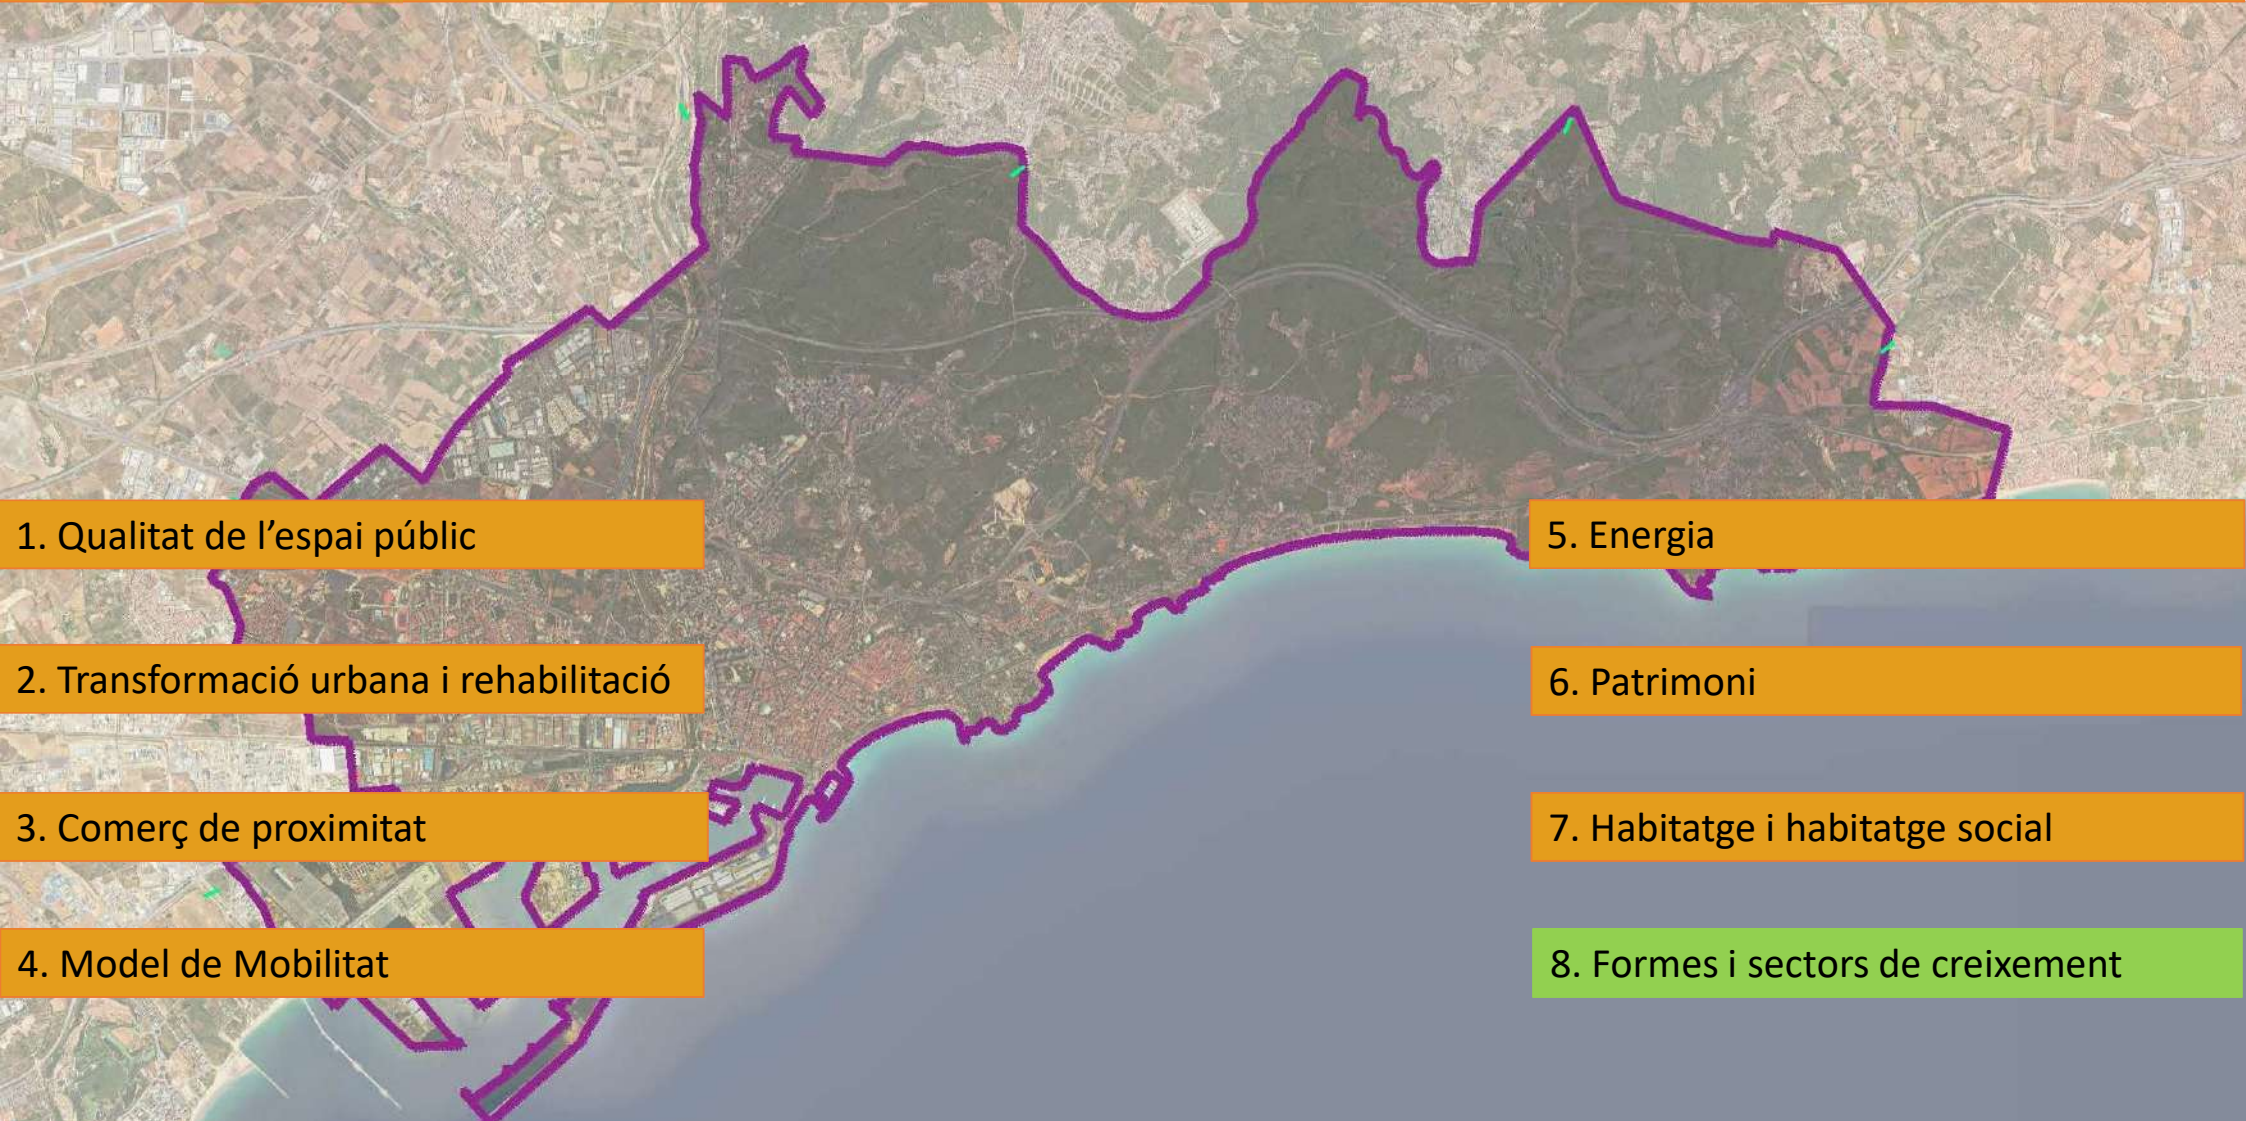 1. Qualitat de l’espai públic
2. Transformació urbana i rehabilitació
3. Comerç de proximitat
4. Model de Mobilitat
5. Energia
6. Patrimoni
7. Habitatge i habitatge social
8. Formes i sectors de creixement